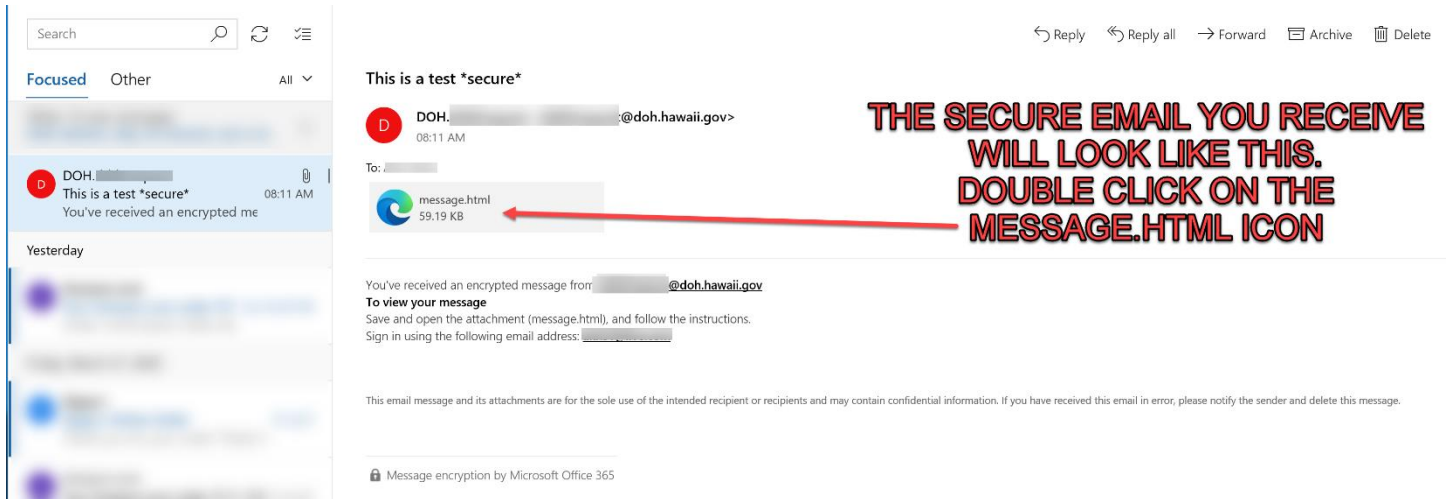 Search
Reply Reply all Forward Archive Delete
Focused Other All
DOH.
This is a test *secure* 08:11 AM
You've received an encrypted me
Yesterday
This is a test *secure*
D
DOH. :@doh.hawaii.gov>
08:11 AM
To:
message.html
59.19 KB
THE SECURE EMAIL YOU RECEIVE
WILL LOOK LIKE THIS.
DOUBLE CLICK ON THE
MESSAGE.HTML ICON
You've received an encrypted message from @doh.hawaii.gov
To view your message
Save and open the attachment (message.html), and follow the instructions.
Sign in using the following email address:
This email message and its attachments are for the sole use of the intended recipient or recipients and may contain confidential information. If you have received this email in error, please notify the sender and delete this message.
Message encryption by Microsoft Office 365